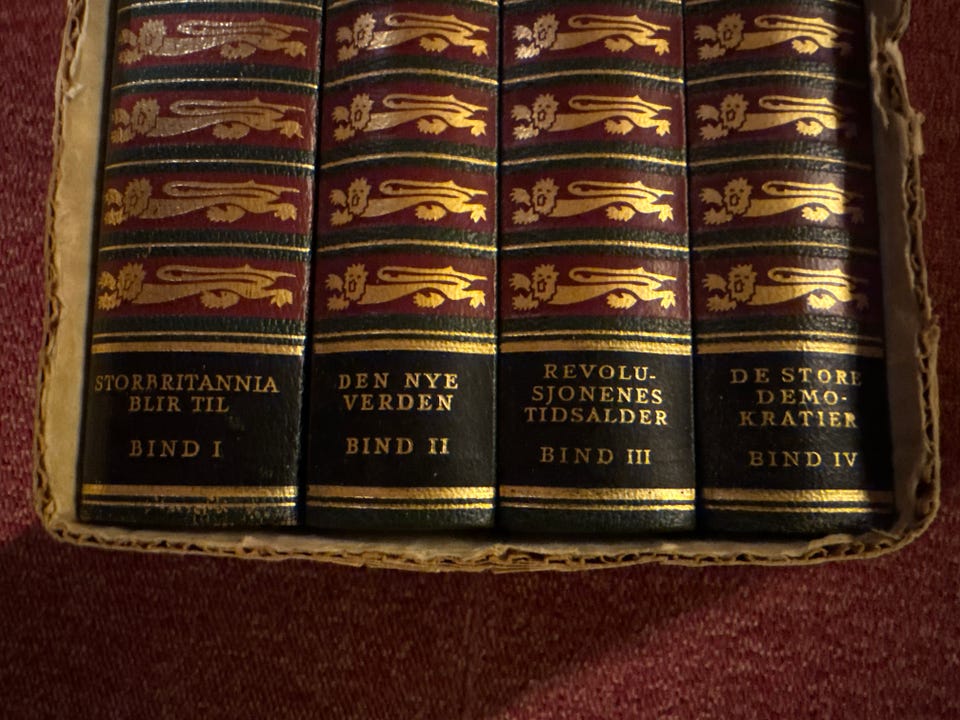 STORBRITANNIA
BLIR TIL
BIND I
DEN NYE
VERDEN
BIND II
REVOLU-
SJONENES
TIDSALDER
BIND III
DE STORE
DEMO-
KRATIER
BIND IV